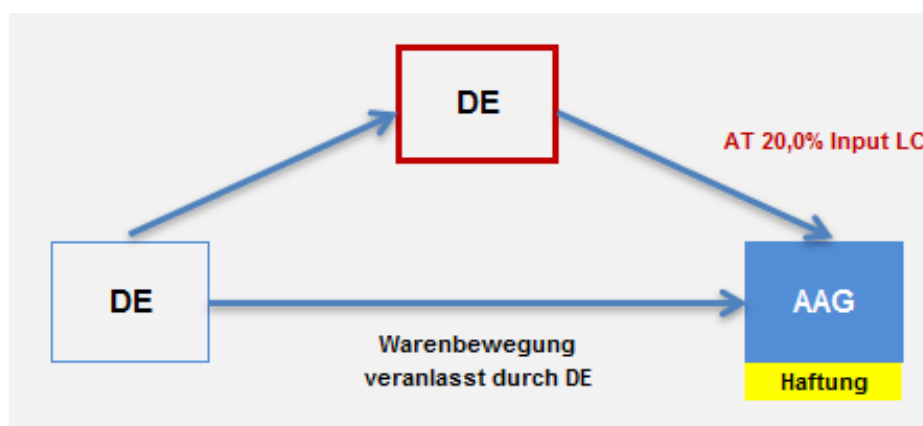 DE
AT 20,0% Input LC
DE
AAG
Warenbewegung
veranlasst durch DE
Haftung